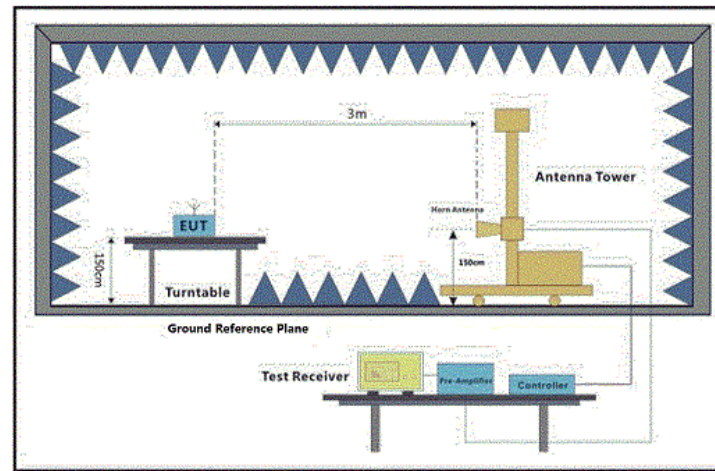 3m
Antenna Tower
Horn Antenna
EUT
150cm
150cm
Turntable
Ground Reference Plane
Test Receiver
Pre-Amplifier
Controller